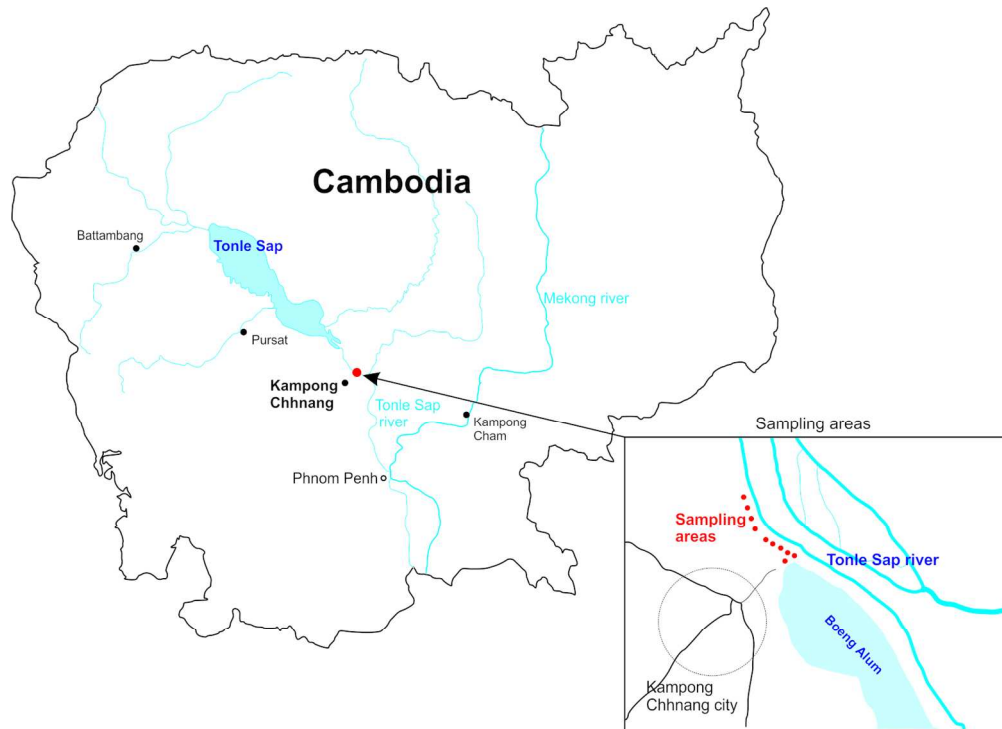 Cambodia
Battambang
Tonle Sap
Mekong river
Pursat
Kampong
Chhnang
Tonle Sap
river
Kampong
Cham
Phnom Penh
Sampling areas
Sampling
areas
Tonle Sap river
Boeng Alum
Kampong
Chhnang city